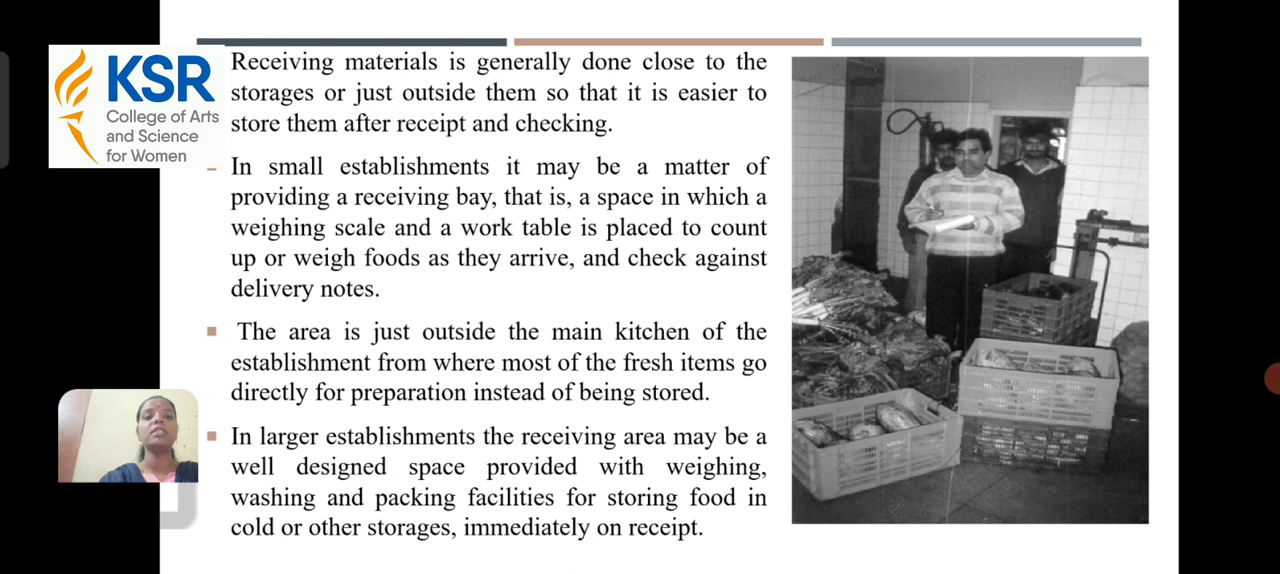 KSR
College of Arts
and Science
for Women
Receiving materials is generally done close to the
storages or just outside them so that it is easier to
store them after receipt and checking.
In small establishments it may be a matter of
providing a receiving bay, that is, a space in which a
weighing scale and a work table is placed to count
up or weigh foods as they arrive, and check against
delivery notes.
The area is just outside the main kitchen of the
establishment from where most of the fresh items go
directly for preparation instead of being stored.
In larger establishments the receiving area may be a
well designed space provided with weighing,
washing and packing facilities for storing food in
cold or other storages, immediately on receipt.